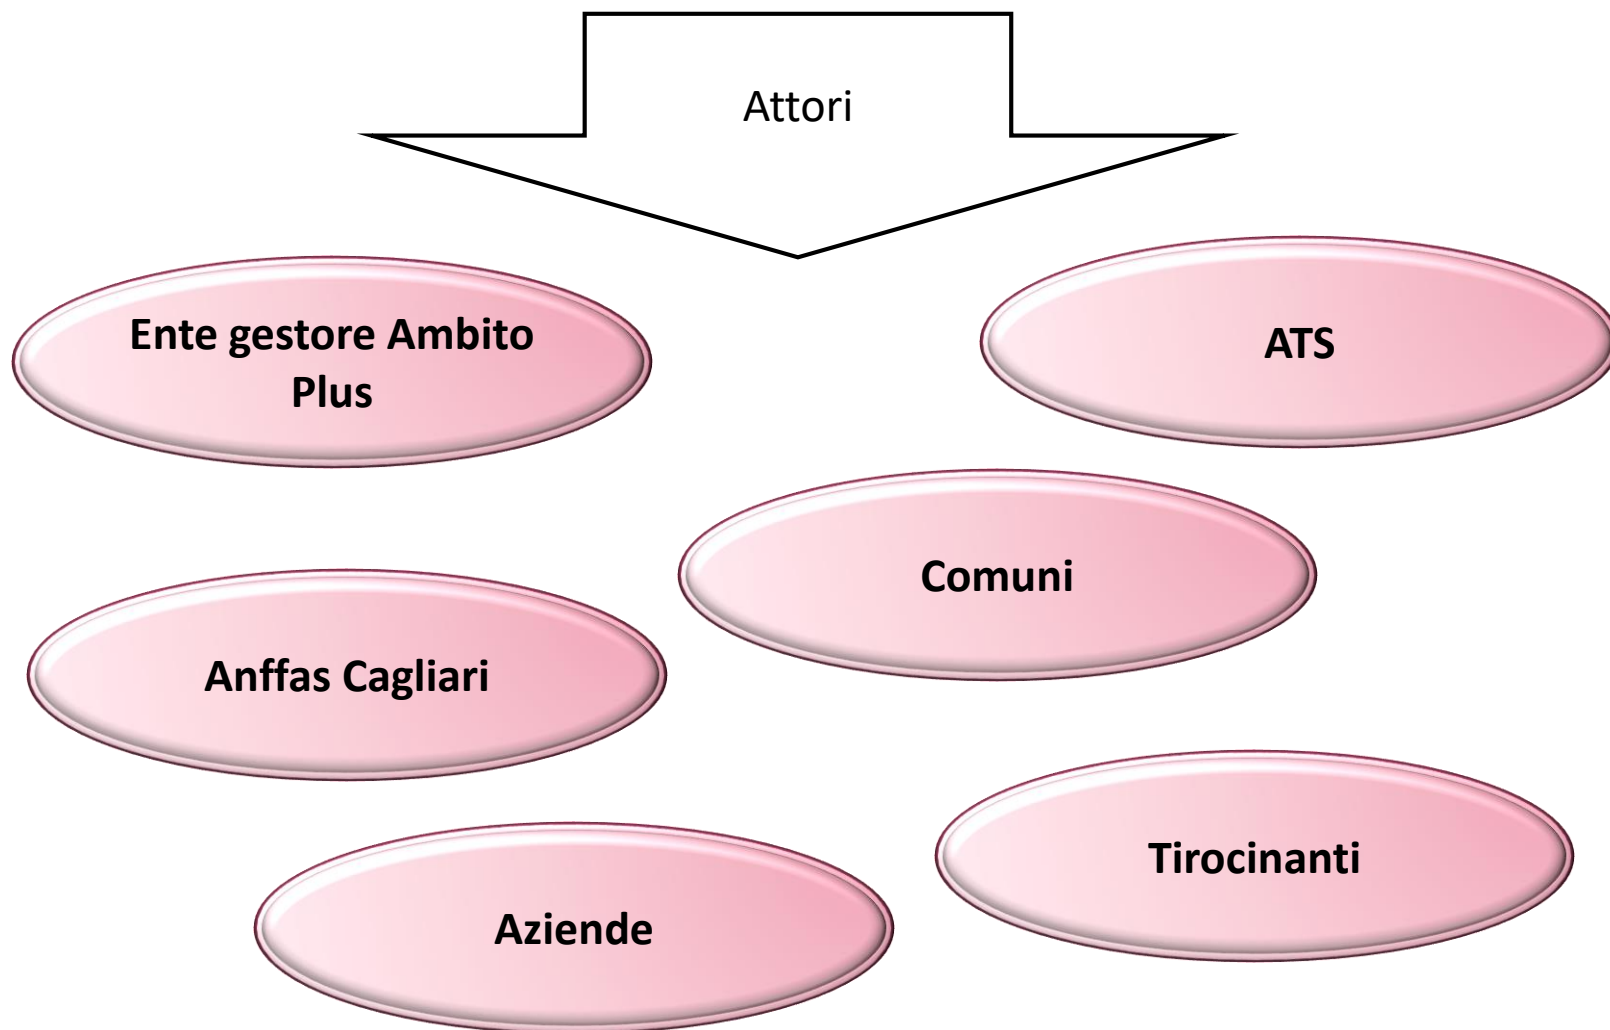 Attori
Ente gestore Ambito
Plus
ATS
Comuni
Anffas Cagliari
Tirocinanti
Aziende